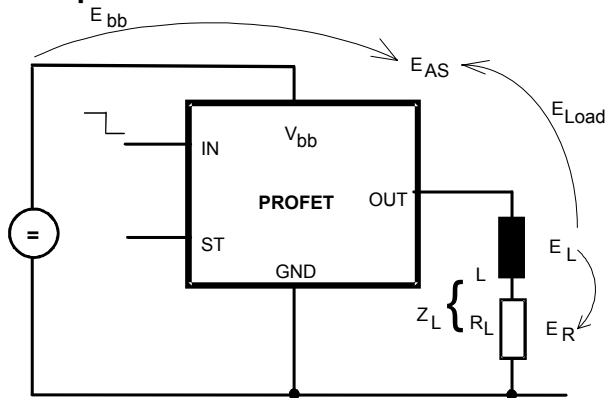 E bb
E AS
E Load
V bb
IN
PROFET
OUT
=
ST
E L
GND
L
Z L { R L
E R